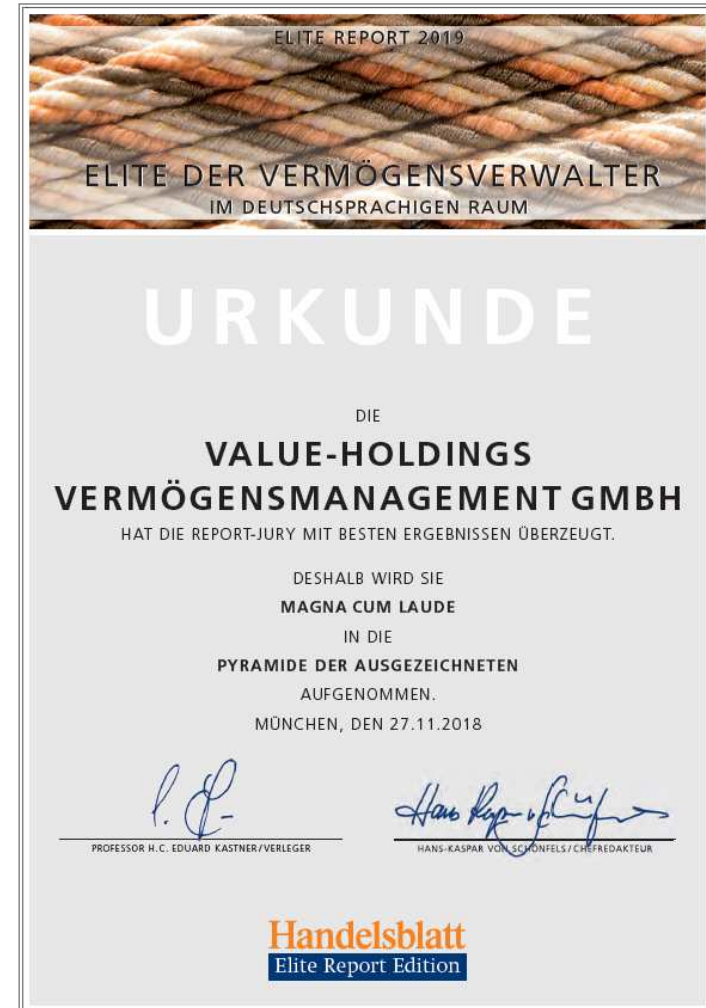 ELITE REPORT 2019
ELITE DER VERMÖGENSVERWALTER
IM DEUTSCHSPRACHIGEN RAUM
URKUNDE
DIE
VALUE-HOLDINGS
VERMÖGENSMANAGEMENT GMBH
HAT DIE REPORT-JURY MIT BESTEN ERGEBNISSEN ÜBERZEUGT.
DESHALB WIRD SIE
MAGNA CUM LAUDE
IN DIE
PYRAMIDE DER AUSGEZEICHNETEN
AUFGENOMMEN.
MÜNCHEN, DEN 27.11.2018
PROFESSOR H.C. EDUARD KASTNER/VERLEGER
HANS-KASPAR VON SCHÖNFELS/CHEFREDAKTEUR
Handelsblatt
Elite Report Edition